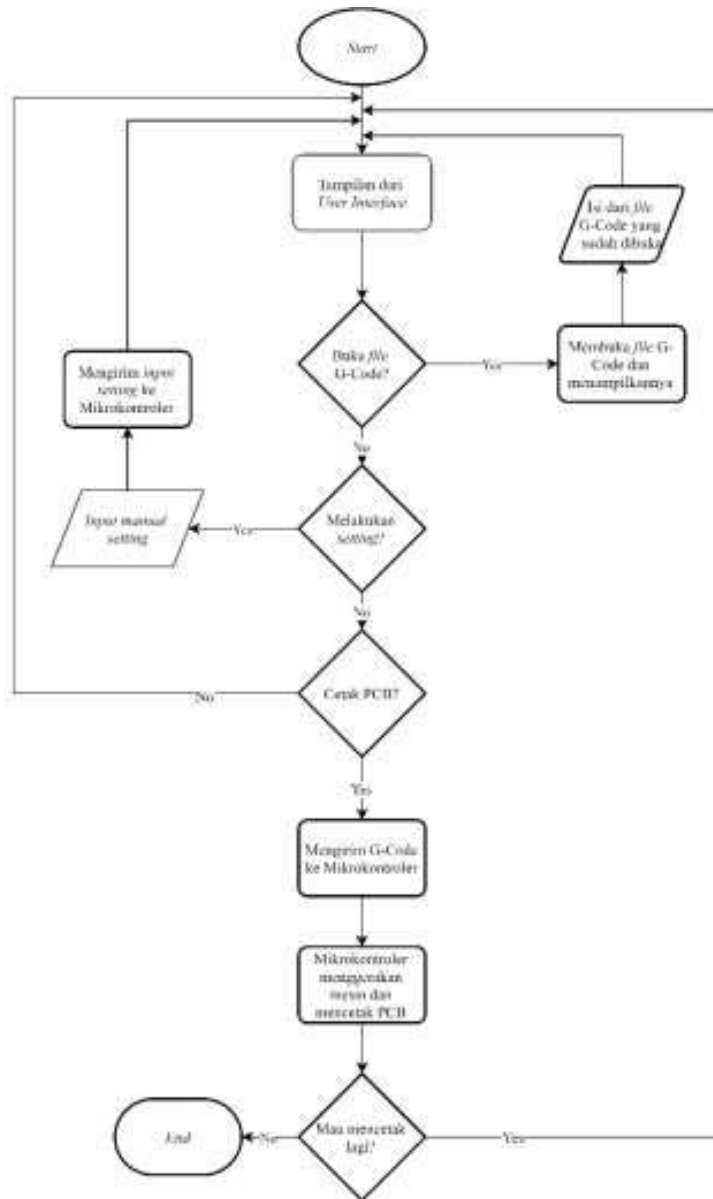 Start
Tampilan dari
User Interface
Isi dari file
G-Code yang
sudah dibuka
Buka file
G-Code?
Yes
Membuka file G-
Code dan
menampilkannya
Mengirim input
setting ke
Mikrokontroler
No
Input manual
setting
Yes
Melakukan
setting?
No
Cetak PCB?
No
Yes
Mengirim G-Code
ke Mikrokontroler
Mikrokontroler
menggerakan
mesin dan
mencetak PCB
Mau mencetak
lagi?
End
No
Yes